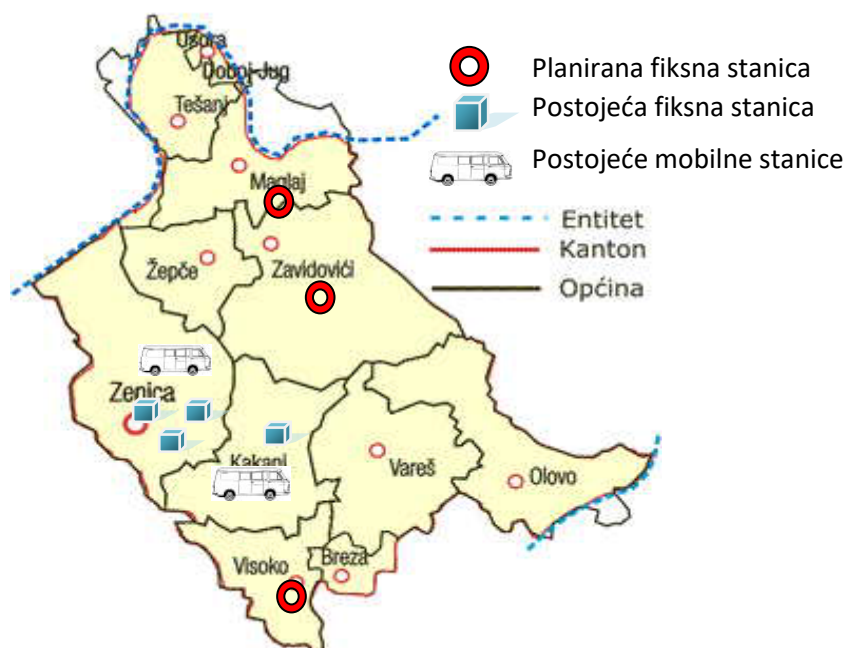 Usora
Doboj-Jug
Tešanj
Maglaj
Žepče
Zavidovići
Zenica
Kakanj
Vareš
Olovo
Visoko
Breza
Planirana fiksna stanica
Postojeća fiksna stanica
Postojeće mobilne stanice
Entitet
Kanton
Općina